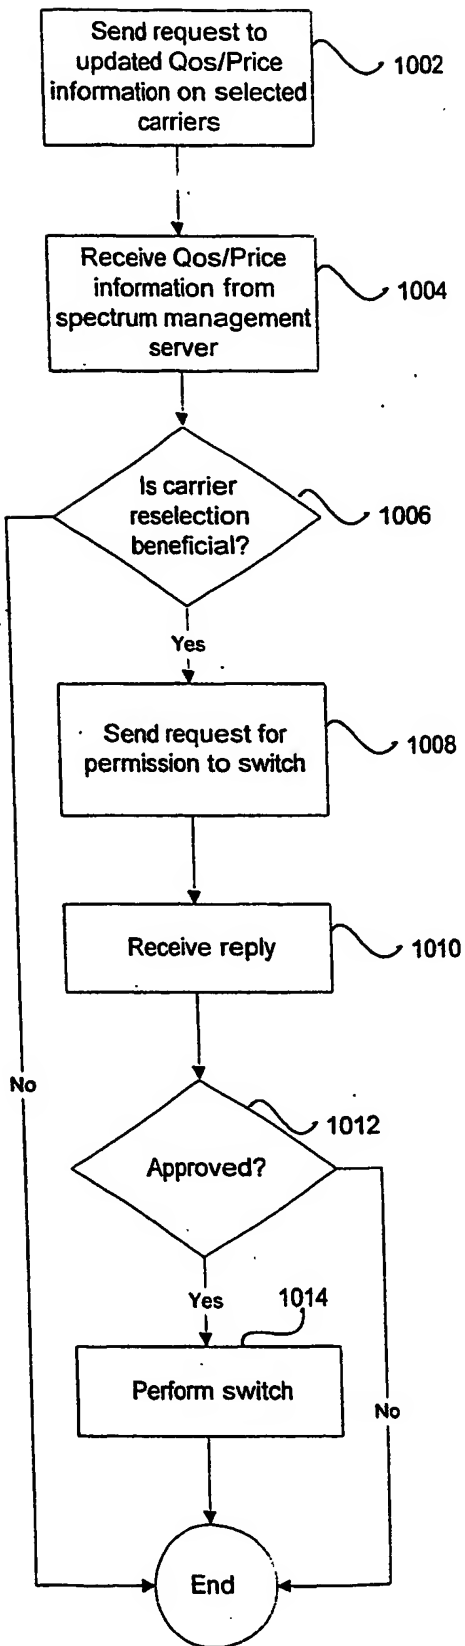 Send request to
updated Qos/Price
information on selected
carriers
1002
Receive Qos/Price
information from
spectrum management
server
1004
Is carrier
reselection
beneficial?
1006
Yes
Send request for
permission to switch
1008
Receive reply
1010
No
1012
Approved?
Yes
1014
Perform switch
No
End